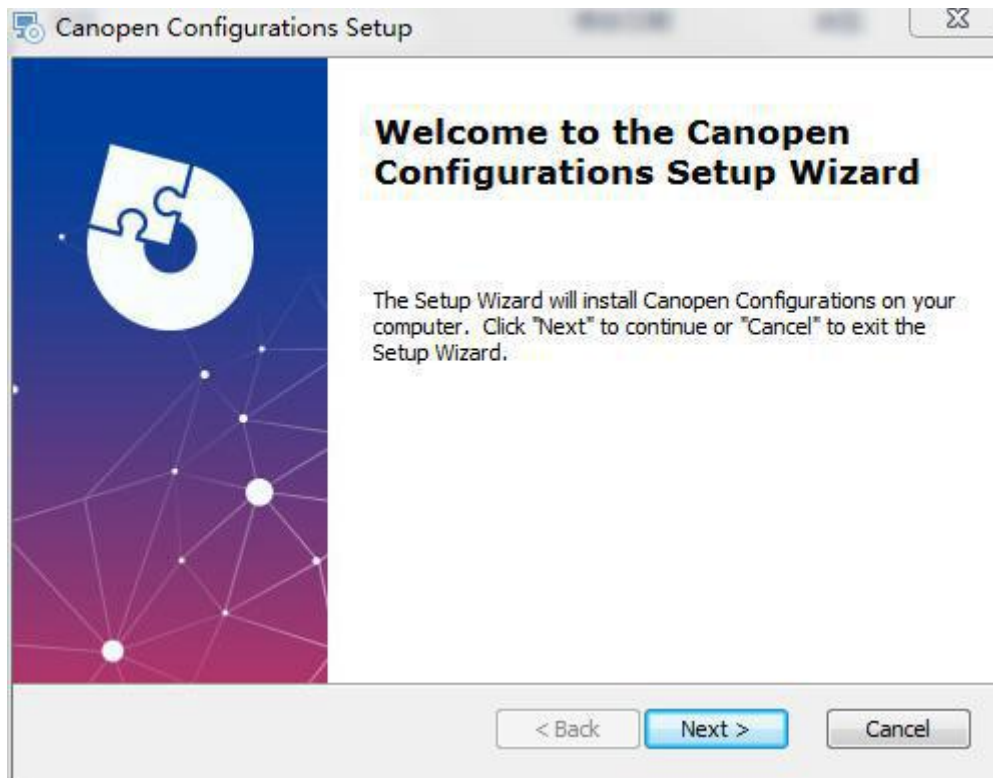 Canopen Configurations Setup
Welcome to the Canopen
Configurations Setup Wizard
The Setup Wizard will install Canopen Configurations on your
computer. Click "Next" to continue or "Cancel" to exit the
Setup Wizard.
< Back Next > Cancel